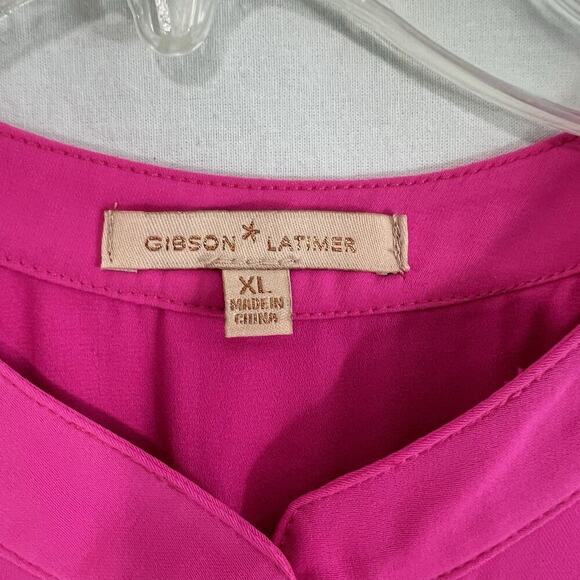 GIBSON * LATIMER
XL
MADE IN
CHINA